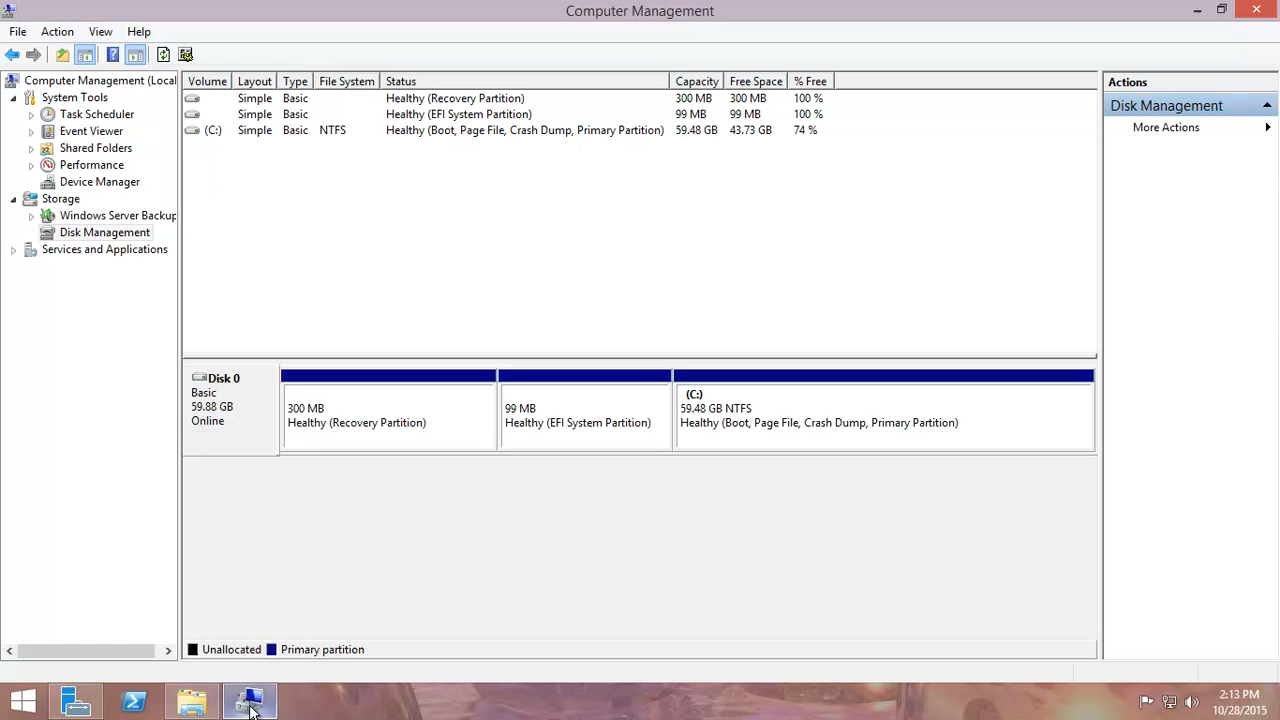 Computer Management
File Action View Help
Computer Management (Local
System Tools
Task Scheduler
Event Viewer
Shared Folders
Performance
Device Manager
Storage
Windows Server Backup
Disk Management
Services and Applications
Volume Layout Type File System Status Capacity Free Space % Free
Simple Basic Healthy (Recovery Partition) 300 MB 300 MB 100 %
Simple Basic Healthy (EFI System Partition) 99 MB 99 MB 100 %
(C:) Simple Basic NTFS Healthy (Boot, Page File, Crash Dump, Primary Partition) 59.48 GB 43.73 GB 74 %
Disk 0
Basic
59.88 GB
Online
300 MB
Healthy (Recovery Partition)
99 MB
Healthy (EFI System Partition)
(C:)
59.48 GB NTFS
Healthy (Boot, Page File, Crash Dump, Primary Partition)
Unallocated Primary partition
Actions
Disk Management
More Actions
2:13 PM
10/28/2015